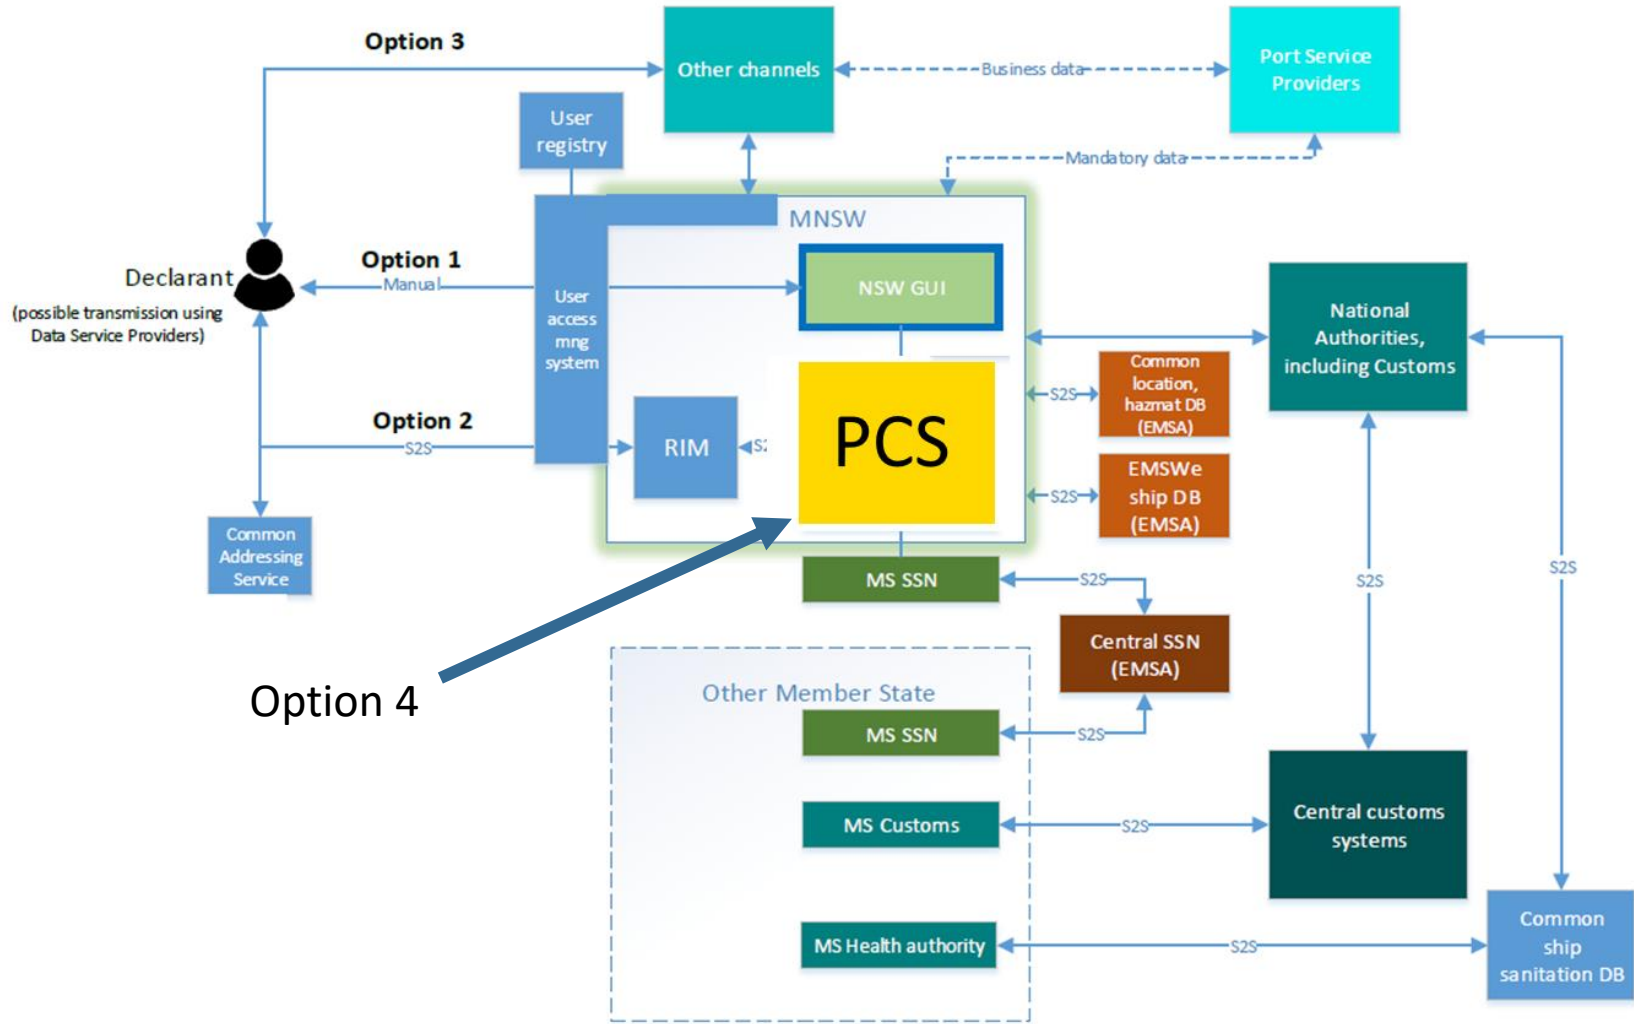 Option 3
Other channels
Business data
Port Service
Providers
User
registry
Mandatory data
MNSW
Declarant
(possible transmission using
Data Service Providers)
Option 1
Manual
User
access
mng
system
NSW GUI
National
Authorities,
including Customs
Common
location,
hazmat DB
(EMSA)
S2S
Option 2
S2S
RIM
PCS
EMSWe
ship DB
(EMSA)
S2S
Common
Addressing
Service
MS SSN
S2S
S2S
S2S
Central SSN
(EMSA)
Option 4
Other Member State
MS SSN
S2S
MS Customs
S2S
Central customs
systems
MS Health authority
S2S
Common
ship
sanitation DB